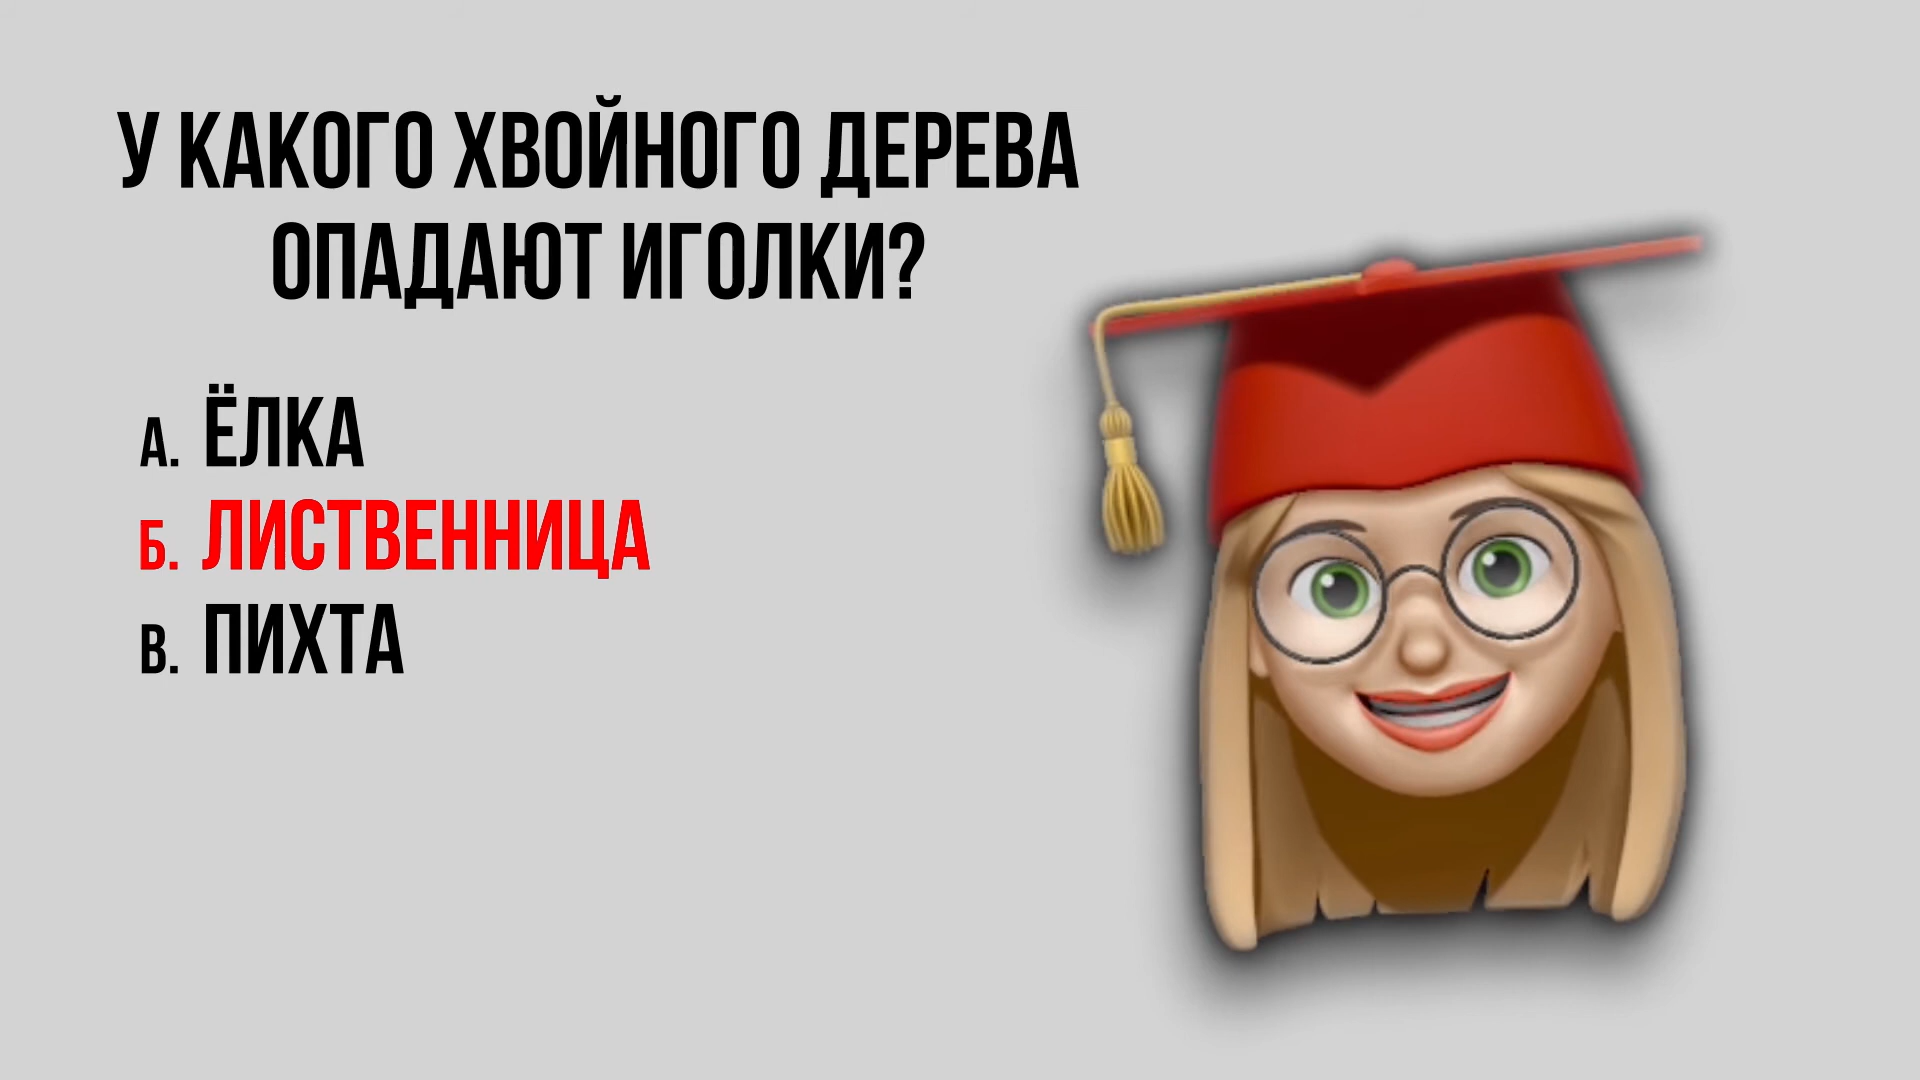 У КАКОГО ХВОЙНОГО ДЕРЕВА
ОПАДАЮТ ИГОЛКИ?
А. ЁЛКА
Б. ЛИСТВЕННИЦА
В. ПИХТА